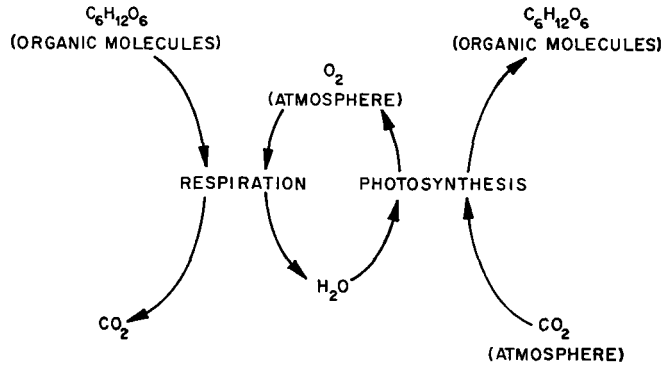 C₆H₁₂O₆
(ORGANIC MOLECULES)
C₆H₁₂O₆
(ORGANIC MOLECULES)
O₂
(ATMOSPHERE)
RESPIRATION
PHOTOSYNTHESIS
H₂O
CO₂
CO₂
(ATMOSPHERE)